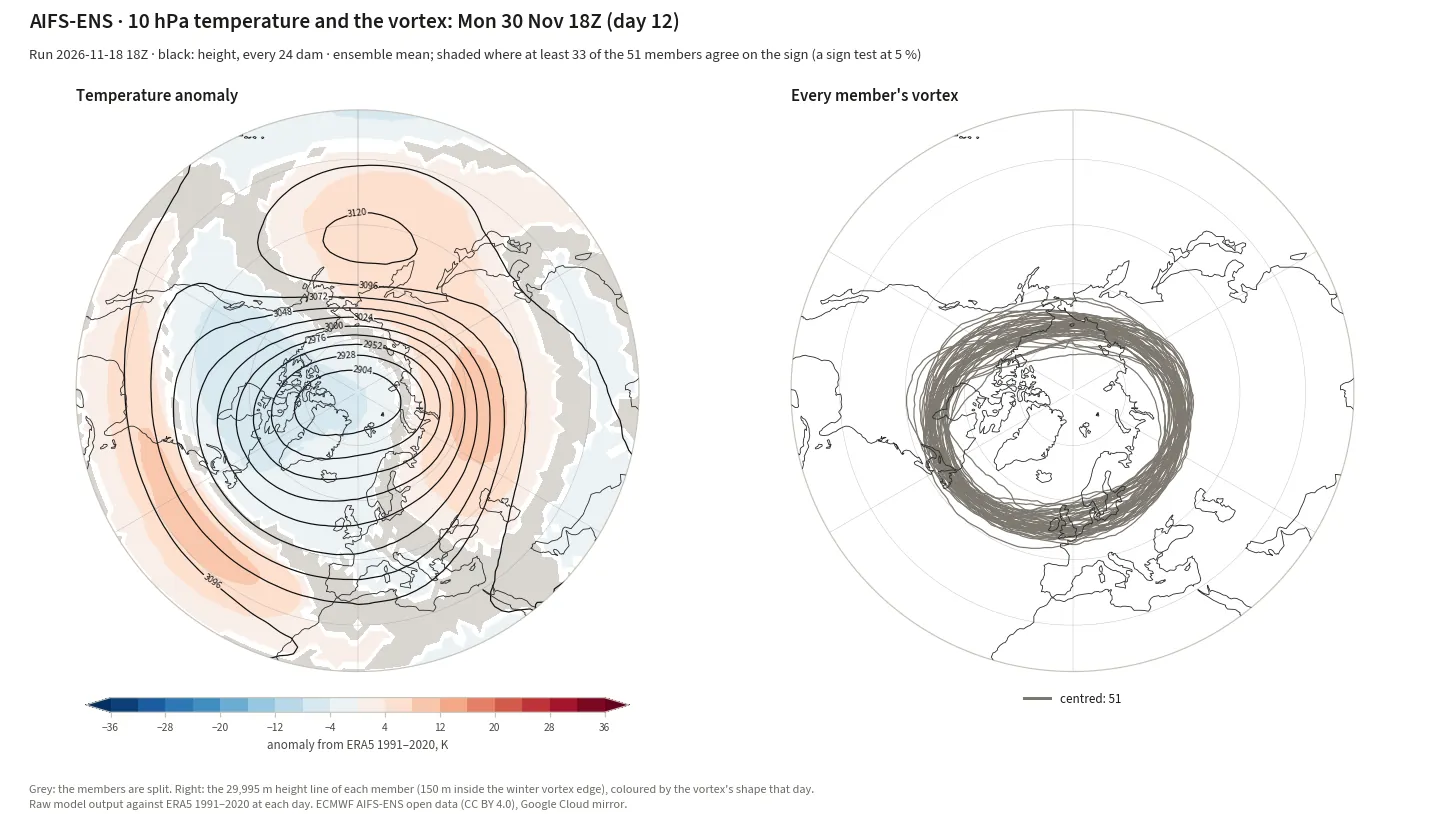 AIFS-ENS · 10 hPa temperature and the vortex: Mon 30 Nov 18Z (day 12)
Run 2026-11-18 18Z · black: height, every 24 dam · ensemble mean; shaded where at least 33 of the 51 members agree on the sign (a sign test at 5 %)
Temperature anomaly
Every member's vortex
3120
3096
3072
3048
3024
3000
2976
2952
2928
2904
3096
−36 −28 −20 −12 −4 4 12 20 28 36
anomaly from ERA5 1991–2020, K
centred: 51
Grey: the members are split. Right: the 29,995 m height line of each member (150 m inside the winter vortex edge), coloured by the vortex's shape that day.
Raw model output against ERA5 1991–2020 at each day. ECMWF AIFS-ENS open data (CC BY 4.0), Google Cloud mirror.